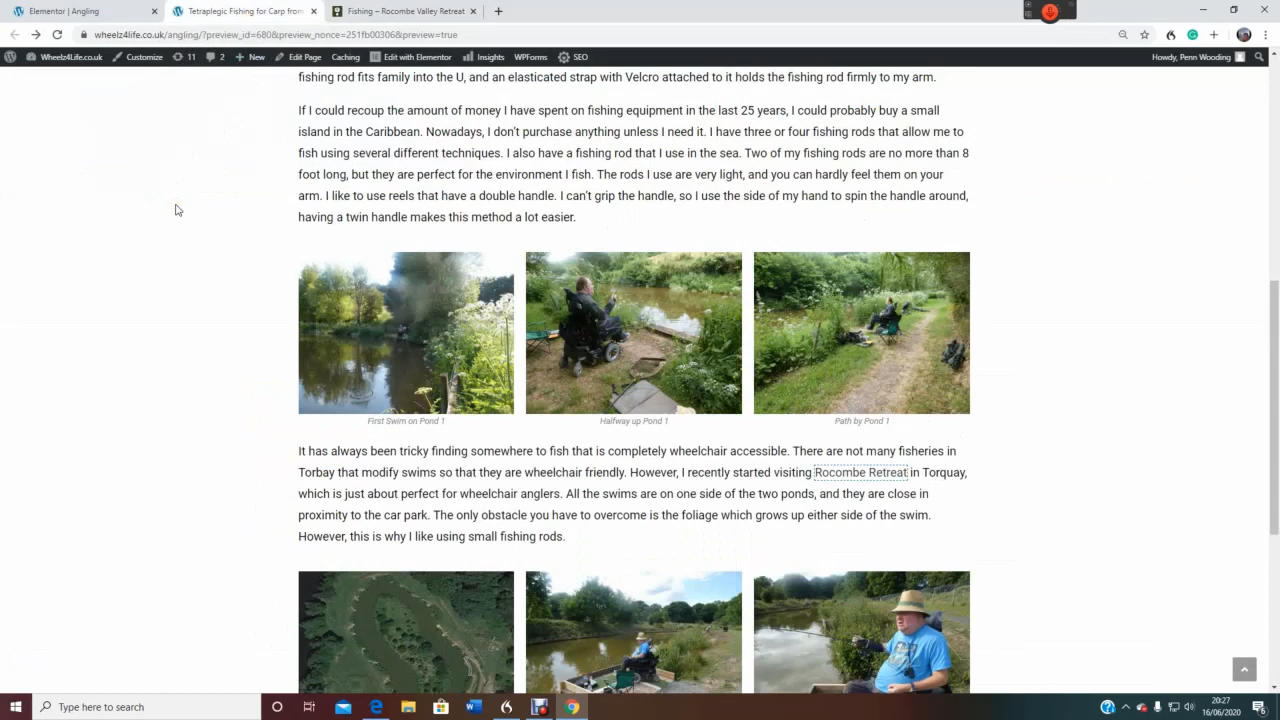 Elementor | Angling
Tetraplegic Fishing for Carp from
Fishing – Rocombe Valley Retreat
wheelz4life.co.uk/angling/?preview_id=680&preview_nonce=251fb00306&preview=true
Wheelz4Life.co.uk Customize 11 2 New Edit Page Caching Edit with Elementor Insights WPForms SEO Howdy, Penn Wooding
fishing rod fits family into the U, and an elasticated strap with Velcro attached to it holds the fishing rod firmly to my arm.
If I could recoup the amount of money I have spent on fishing equipment in the last 25 years, I could probably buy a small
island in the Caribbean. Nowadays, I don't purchase anything unless I need it. I have three or four fishing rods that allow me to
fish using several different techniques. I also have a fishing rod that I use in the sea. Two of my fishing rods are no more than 8
foot long, but they are perfect for the environment I fish. The rods I use are very light, and you can hardly feel them on your
arm. I like to use reels that have a double handle. I can't grip the handle, so I use the side of my hand to spin the handle around,
having a twin handle makes this method a lot easier.
First Swim on Pond 1
Halfway up Pond 1
Path by Pond 1
It has always been tricky finding somewhere to fish that is completely wheelchair accessible. There are not many fisheries in
Torbay that modify swims so that they are wheelchair friendly. However, I recently started visiting Rocombe Retreat in Torquay,
which is just about perfect for wheelchair anglers. All the swims are on one side of the two ponds, and they are close in
proximity to the car park. The only obstacle you have to overcome is the foliage which grows up either side of the swim.
However, this is why I like using small fishing rods.
Type here to search
20:27
16/06/2020
6